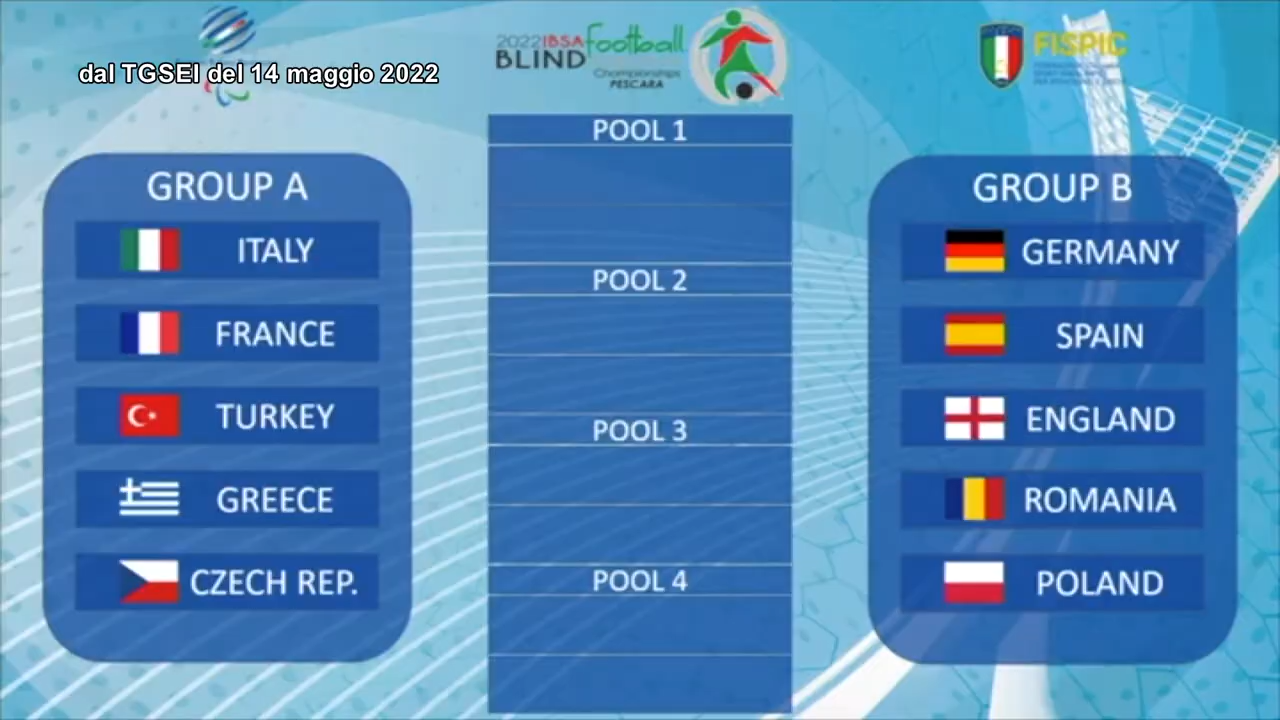 dal TGSEI del 14 maggio 2022
2022 IBSA
BLIND football
Championships
PESCARA
FISPIC
GROUP A
ITALY
FRANCE
TURKEY
GREECE
CZECH REP.
POOL 1
POOL 2
POOL 3
POOL 4
GROUP B
GERMANY
SPAIN
ENGLAND
ROMANIA
POLAND